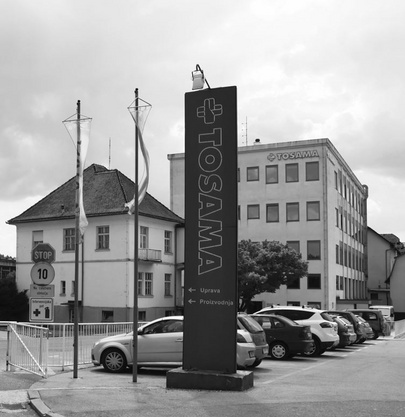 TOSAMA
TOSAMA
STOP
10
← Uprava
← Proizvodnja